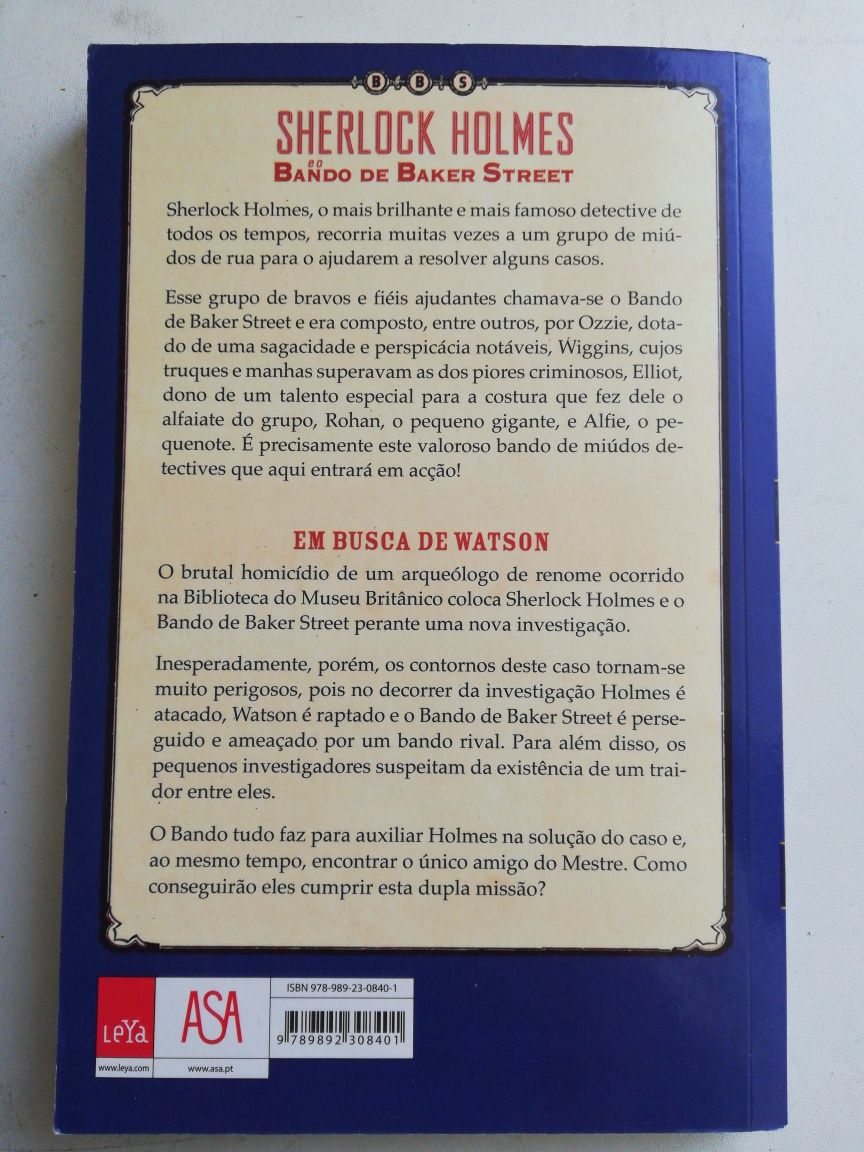 B B S
SHERLOCK HOLMES
e o
BANDO DE BAKER STREET
Sherlock Holmes, o mais brilhante e mais famoso detective de
todos os tempos, recorria muitas vezes a um grupo de miú-
dos de rua para o ajudarem a resolver alguns casos.
Esse grupo de bravos e fiéis ajudantes chamava-se o Bando
de Baker Street e era composto, entre outros, por Ozzie, dota-
do de uma sagacidade e perspicácia notáveis, Wiggins, cujos
truques e manhas superavam as dos piores criminosos, Elliot,
dono de um talento especial para a costura que fez dele o
alfaiate do grupo, Rohan, o pequeno gigante, e Alfie, o pe-
quenote. É precisamente este valoroso bando de miúdos de-
tectives que aqui entrará em acção!
EM BUSCA DE WATSON
O brutal homicídio de um arqueólogo de renome ocorrido
na Biblioteca do Museu Britânico coloca Sherlock Holmes e o
Bando de Baker Street perante uma nova investigação.
Inesperadamente, porém, os contornos deste caso tornam-se
muito perigosos, pois no decorrer da investigação Holmes é
atacado, Watson é raptado e o Bando de Baker Street é perse-
guido e ameaçado por um bando rival. Para além disso, os
pequenos investigadores suspeitam da existência de um trai-
dor entre eles.
O Bando tudo faz para auxiliar Holmes na solução do caso e,
ao mesmo tempo, encontrar o único amigo do Mestre. Como
conseguirão eles cumprir esta dupla missão?
LEYA
www.leya.com
ASA
www.asa.pt
ISBN 978-989-23-0840-1
9 789892 308401